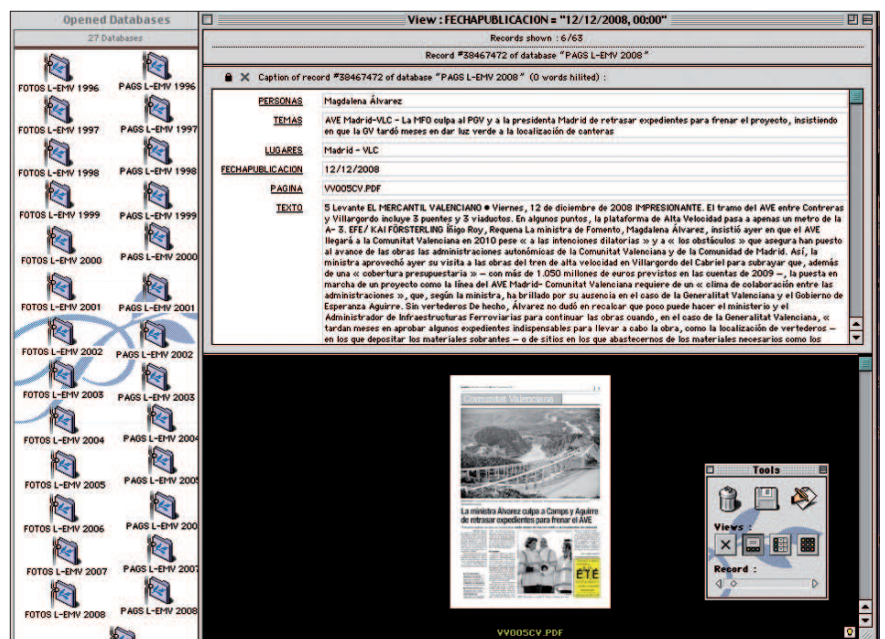 Opened Databases
27 Databases
FOTOS L-EMV 1996
PAGS L-EMV 1996
FOTOS L-EMV 1997
PAGS L-EMV 1997
FOTOS L-EMV 1998
PAGS L-EMV 1998
FOTOS L-EMV 1999
PAGS L-EMV 1999
FOTOS L-EMV 2000
PAGS L-EMV 2000
FOTOS L-EMV 2001
PAGS L-EMV 2001
FOTOS L-EMV 2002
PAGS L-EMV 2002
FOTOS L-EMV 2003
PAGS L-EMV 2003
FOTOS L-EMV 2004
PAGS L-EMV 2004
FOTOS L-EMV 2005
PAGS L-EMV 2005
FOTOS L-EMV 2006
PAGS L-EMV 200
FOTOS L-EMV 2007
PAGS L-EMV 2007
FOTOS L-EMV 2008
PAGS L-EMV 2008
View : FECHAPUBLICACION = "12/12/2008, 00:00"
Records shown : 6/63
Record #38467472 of database "PAGS L-EMV 2008"
Caption of record #38467472 of database "PAGS L-EMV 2008" (0 words hilited) :
PERSONAS Magdalena Álvarez
TEMAS AVE Madrid-VLC - La MFO culpa al PGV y a la presidenta Madrid de retrasar expedientes para frenar el proyecto, insistiendo
en que la GV tardó meses en dar luz verde a la localización de canteras
LUGARES Madrid - VLC
FECHAPUBLICACION 12/12/2008
PAGINA VV005CV.PDF
TEXTO 5 Levante EL MERCANTIL VALENCIANO ● Viernes, 12 de diciembre de 2008 IMPRESIONANTE. El tramo del AVE entre Contreras
y Villargordo incluye 3 puentes y 3 viaductos. En algunos puntos, la plataforma de Alta Velocidad pasa a apenas un metro de la
A- 3. EFE/ KAI FÖRSTERLING Iñigo Roy, Requena La ministra de Fomento, Magdalena Álvarez, insistió ayer en que el AVE
llegará a la Comunitat Valenciana en 2010 pese « a las intenciones dilatorias » y a « los obstáculos » que asegura han puesto
al avance de las obras las administraciones autonómicas de la Comunitat Valenciana y de la Comunidad de Madrid. Así, la
ministra aprovechó ayer su visita a las obras del tren de alta velocidad en Villargordo del Cabriel para subrayar que, además
de una « cobertura presupuestaria » – con más de 1.050 millones de euros previstos en las cuentas de 2009 –, la puesta en
marcha de un proyecto como la línea del AVE Madrid- Comunitat Valenciana requiere de un « clima de colaboración entre las
administraciones », que, según la ministra, ha brillado por su ausencia en el caso de la Generalitat Valenciana y el Gobierno de
Esperanza Aguirre. Sin vertederos De hecho, Álvarez no dudó en recalcar que poco puede hacer el ministerio y el
Administrador de Infraestructuras Ferroviarias para continuar las obras cuando, en el caso de la Generalitat Valenciana, «
tardan meses en aprobar algunos expedientes indispensables para llevar a cabo la obra, como la localización de vertederos –
en los que depositar los materiales sobrantes – o de sitios en los que abastecernos de los materiales necesarios como los
Comunitat Valenciana
La ministra Álvarez culpa a Camps y Aguirre
de retrasar expedientes para frenar el AVE
ETE
VV005CV.PDF
Tools
Views :
Record :